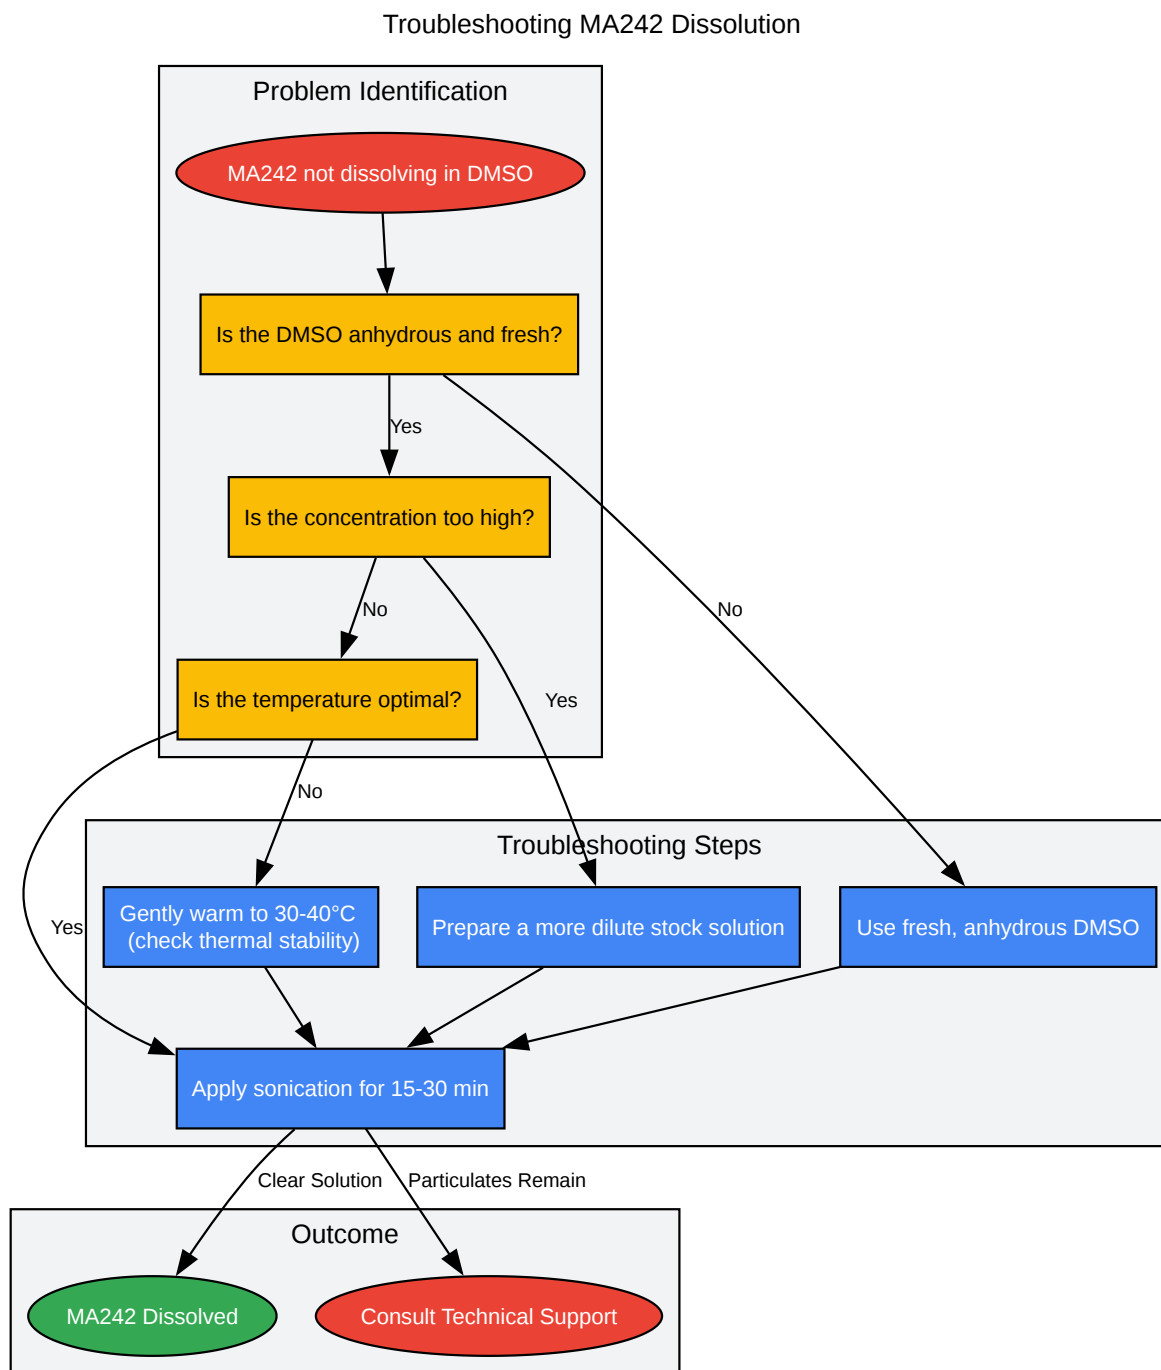 Troubleshooting MA242 Dissolution
Problem Identification
MA242 not dissolving in DMSO
Is the DMSO anhydrous and fresh?
Yes
Is the concentration too high?
No
No
Is the temperature optimal?
Yes
No
Troubleshooting Steps
Gently warm to 30-40°C
(check thermal stability)
Prepare a more dilute stock solution
Use fresh, anhydrous DMSO
Yes
Apply sonication for 15-30 min
Clear Solution
Particulates Remain
Outcome
MA242 Dissolved
Consult Technical Support